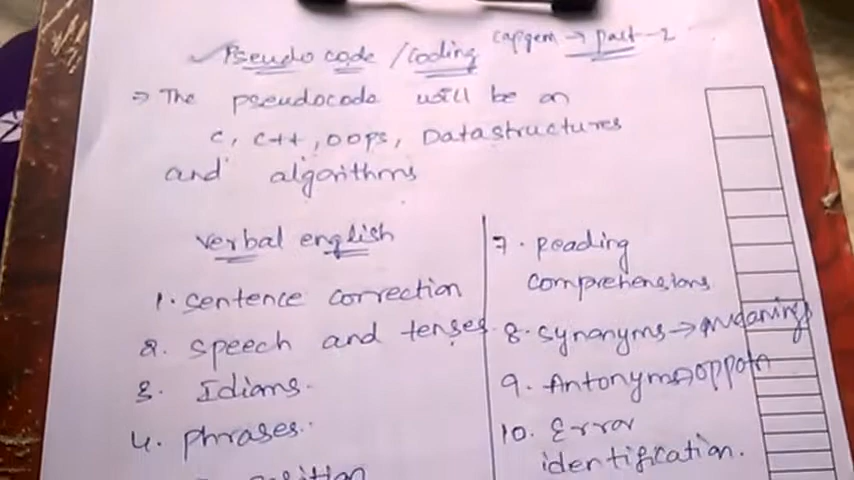 Pseudo code / Coding capgem → part-2
⇒ The pseudocode will be on
C, C++, OOPS, Datastructures
and algorithms
verbal english
1. sentence correction
2. speech and tenses
3. Idiams.
4. phrases.
7. Reading
comprehensions
8. synonyms → meanings
9. Antonyms →
10. Error
identification.